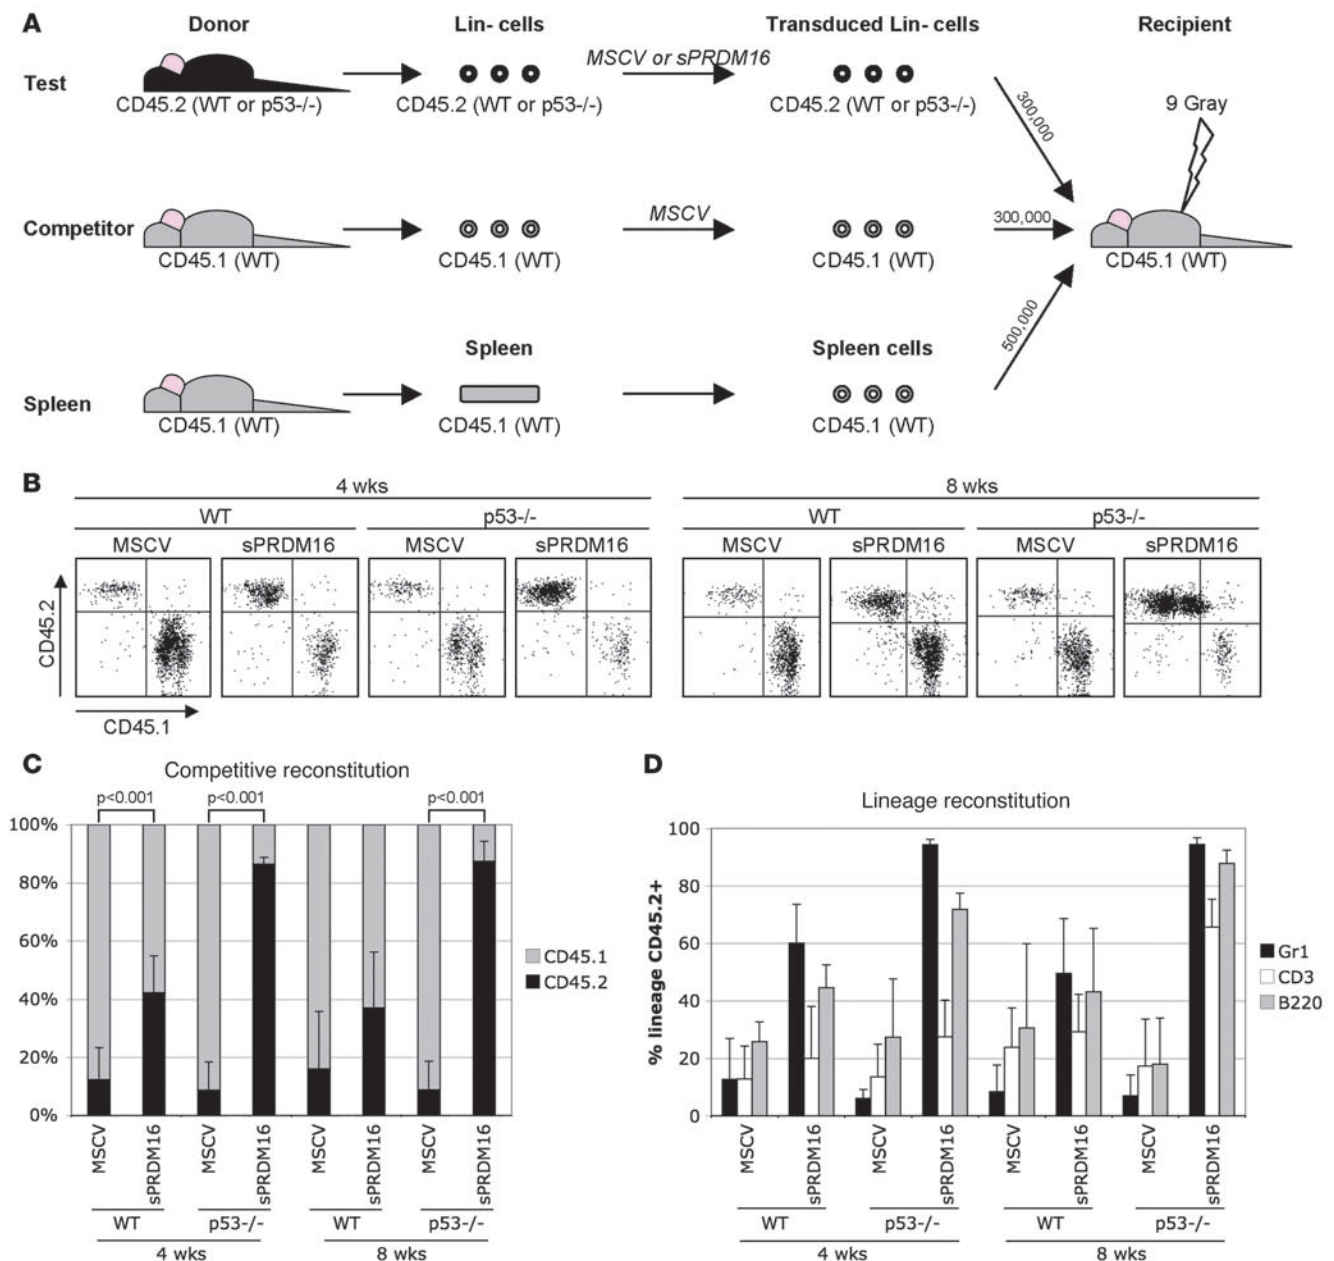 A
Donor
Lin- cells
Transduced Lin- cells
Recipient
Test
MSCV or sPRDM16
CD45.2 (WT or p53-/-)
CD45.2 (WT or p53-/-)
CD45.2 (WT or p53-/-)
300,000
9 Gray
Competitor
MSCV
300,000
CD45.1 (WT)
CD45.1 (WT)
CD45.1 (WT)
CD45.1 (WT)
500,000
Spleen
Spleen cells
Spleen
CD45.1 (WT)
CD45.1 (WT)
CD45.1 (WT)
B
4 wks
8 wks
WT
p53-/-
WT
p53-/-
MSCV
sPRDM16
MSCV
sPRDM16
MSCV
sPRDM16
MSCV
sPRDM16
CD45.2
CD45.1
C
Competitive reconstitution
p<0.001
p<0.001
p<0.001
100%
80%
60%
40%
20%
0%
CD45.1
CD45.2
MSCV
sPRDM16
MSCV
sPRDM16
MSCV
sPRDM16
MSCV
sPRDM16
WT
p53-/-
WT
p53-/-
4 wks
8 wks
D
Lineage reconstitution
% lineage CD45.2+
100
80
60
40
20
0
Gr1
CD3
B220
MSCV
sPRDM16
MSCV
sPRDM16
MSCV
sPRDM16
MSCV
sPRDM16
WT
p53-/-
WT
p53-/-
4 wks
8 wks